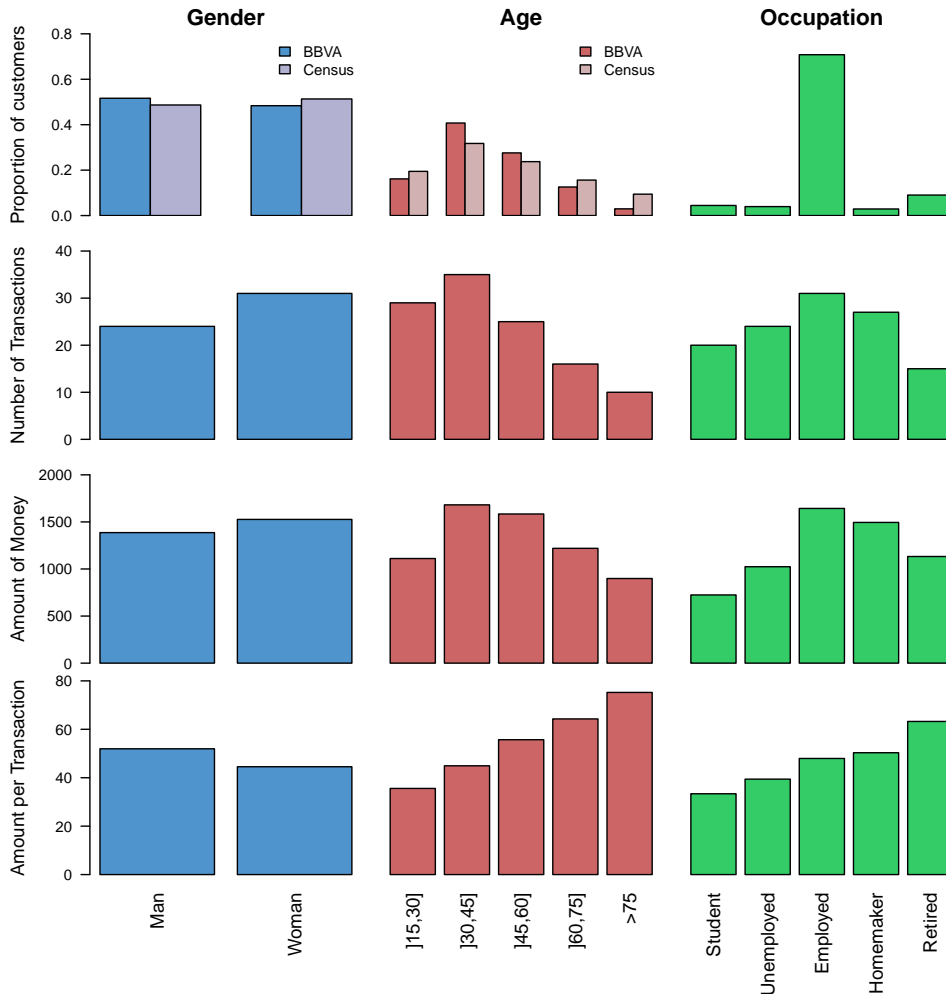 Gender
Age
Occupation
Proportion of customers
0.8
0.6
0.4
0.2
0.0
BBVA
Census
BBVA
Census
Number of Transactions
40
30
20
10
0
Amount of Money
2000
1500
1000
500
0
Amount per Transaction
80
60
40
20
0
Man
Woman
]15,30]
]30,45]
]45,60]
]60,75]
>75
Student
Unemployed
Employed
Homemaker
Retired